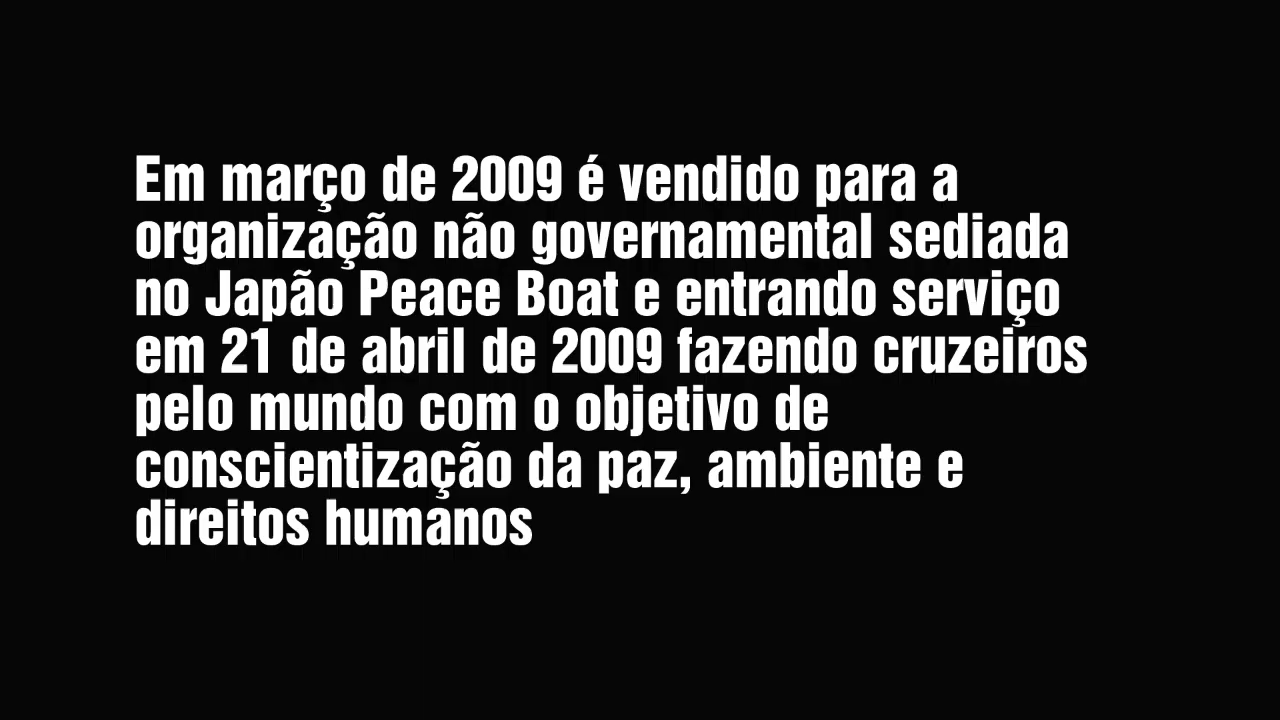 Em março de 2009 é vendido para a
organização não governamental sediada
no Japão Peace Boat e entrando serviço
em 21 de abril de 2009 fazendo cruzeiros
pelo mundo com o objetivo de
conscientização da paz, ambiente e
direitos humanos